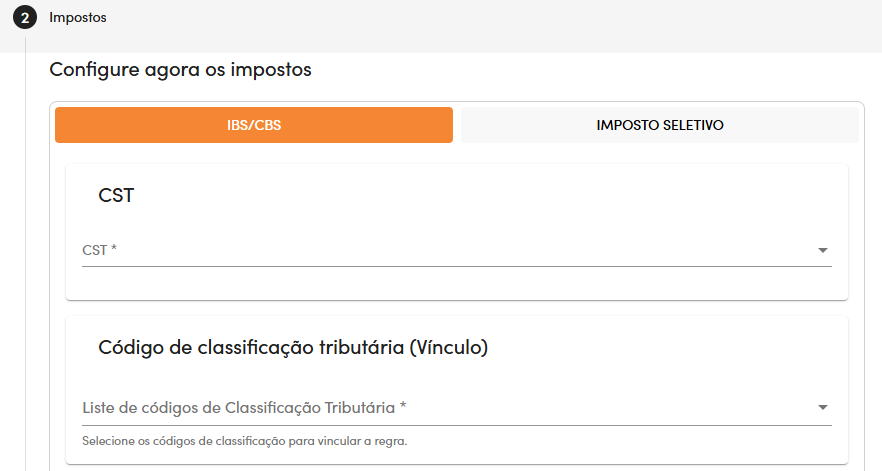 2 Impostos
Configure agora os impostos
IBS/CBS IMPOSTO SELETIVO
CST
CST *
Código de classificação tributária (Vínculo)
Liste de códigos de Classificação Tributária *
Selecione os códigos de classificação para vincular a regra.